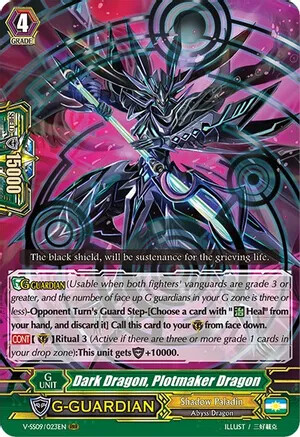 4
GRADE
15000
The black shield, will be sustenance for the grieving life.
G GUARDIAN (Usable when both fighters' vanguards are grade 3 or
greater, and the number of face up G guardians in your G zone is three or
less)-Opponent Turn's Guard Step-[Choose a card with "Heal" from
your hand, and discard it] Call this card to your G from face down.
CONT G 1 Ritual 3 (Active if there are three or more grade 1 cards in
your drop zone):This unit gets +10000.
G
UNIT
Dark Dragon, Plotmaker Dragon
G-GUARDIAN
Shadow Paladin
Abyss Dragon
V-SS09/023EN RRR
ILLUST / 三好載克